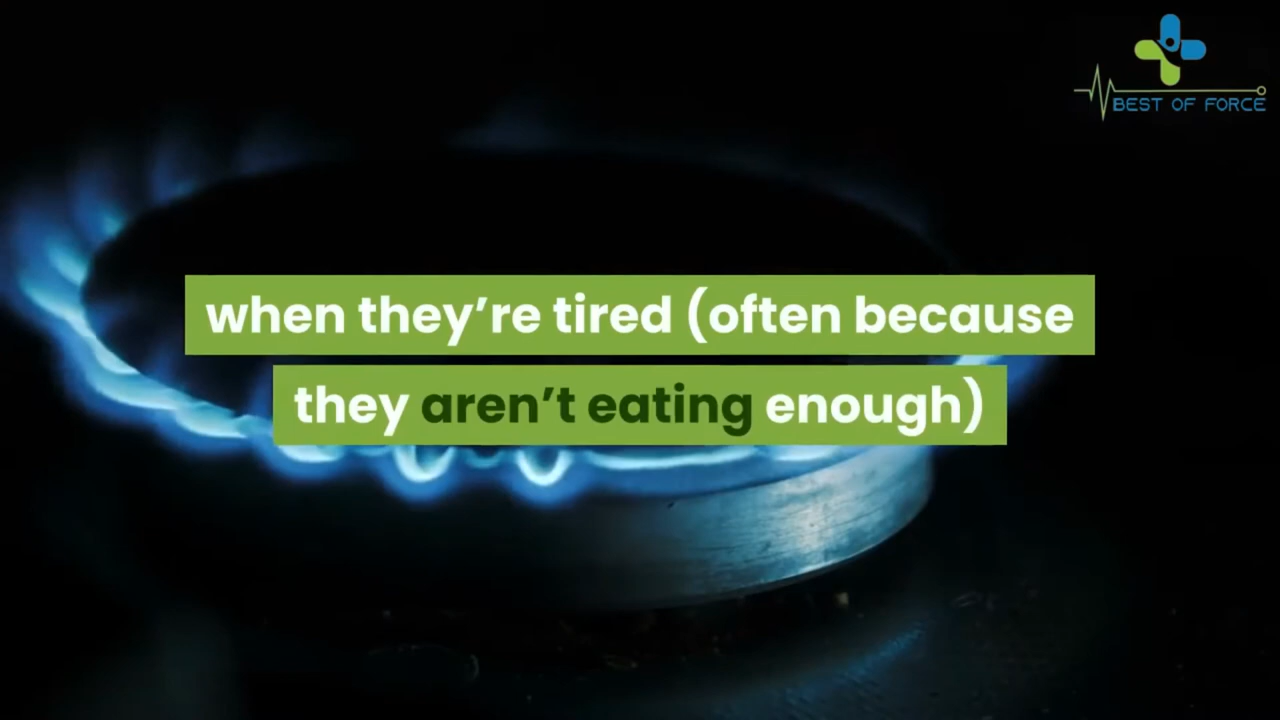 BEST OF FORCE
when they’re tired (often because
they aren’t eating enough)